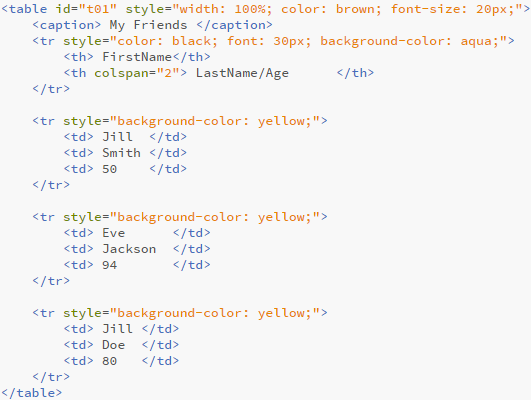 <table id="t01" style="width: 100%; color: brown; font-size: 20px;">
    <caption> My Friends </caption>
    <tr style="color: black; font: 30px; background-color: aqua;">
        <th> FirstName</th>
        <th colspan="2"> LastName/Age      </th>
    </tr>

    <tr style="background-color: yellow;">
        <td> Jill  </td>
        <td> Smith </td>
        <td> 50    </td>
    </tr>

    <tr style="background-color: yellow;">
        <td> Eve      </td>
        <td> Jackson  </td>
        <td> 94       </td>
    </tr>

    <tr style="background-color: yellow;">
        <td> Jill </td>
        <td> Doe  </td>
        <td> 80   </td>
    </tr>
</table>